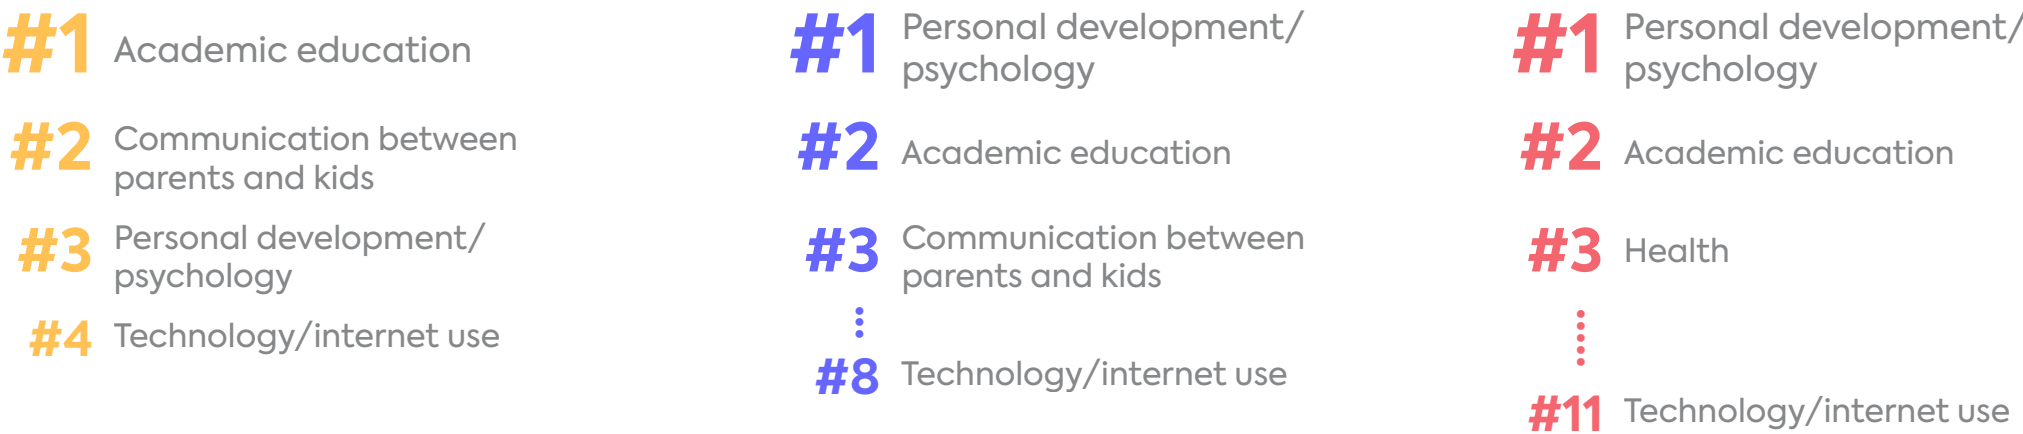 #1 Academic education
#2 Communication between
parents and kids
#3 Personal development/
psychology
#4 Technology/internet use
#1 Personal development/
psychology
#2 Academic education
#3 Communication between
parents and kids
#8 Technology/internet use
#1 Personal development/
psychology
#2 Academic education
#3 Health
#11 Technology/internet use